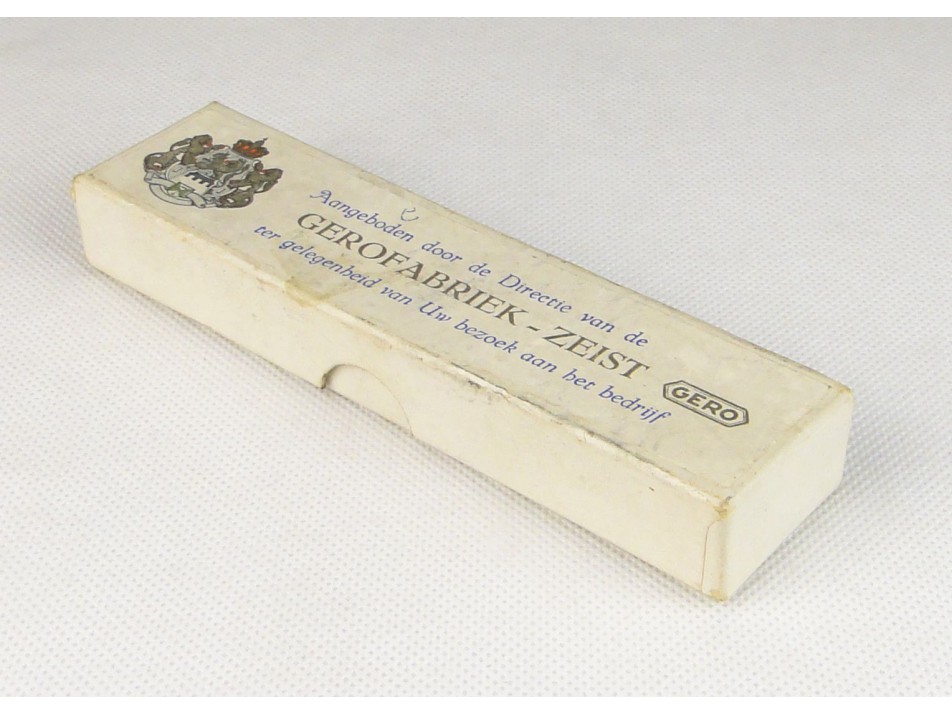 Aangeboden door de Directie van de
GEROFABRIEK - ZEIST
ter gelegenheid van Uw bezoek aan het bedrijf
GERO